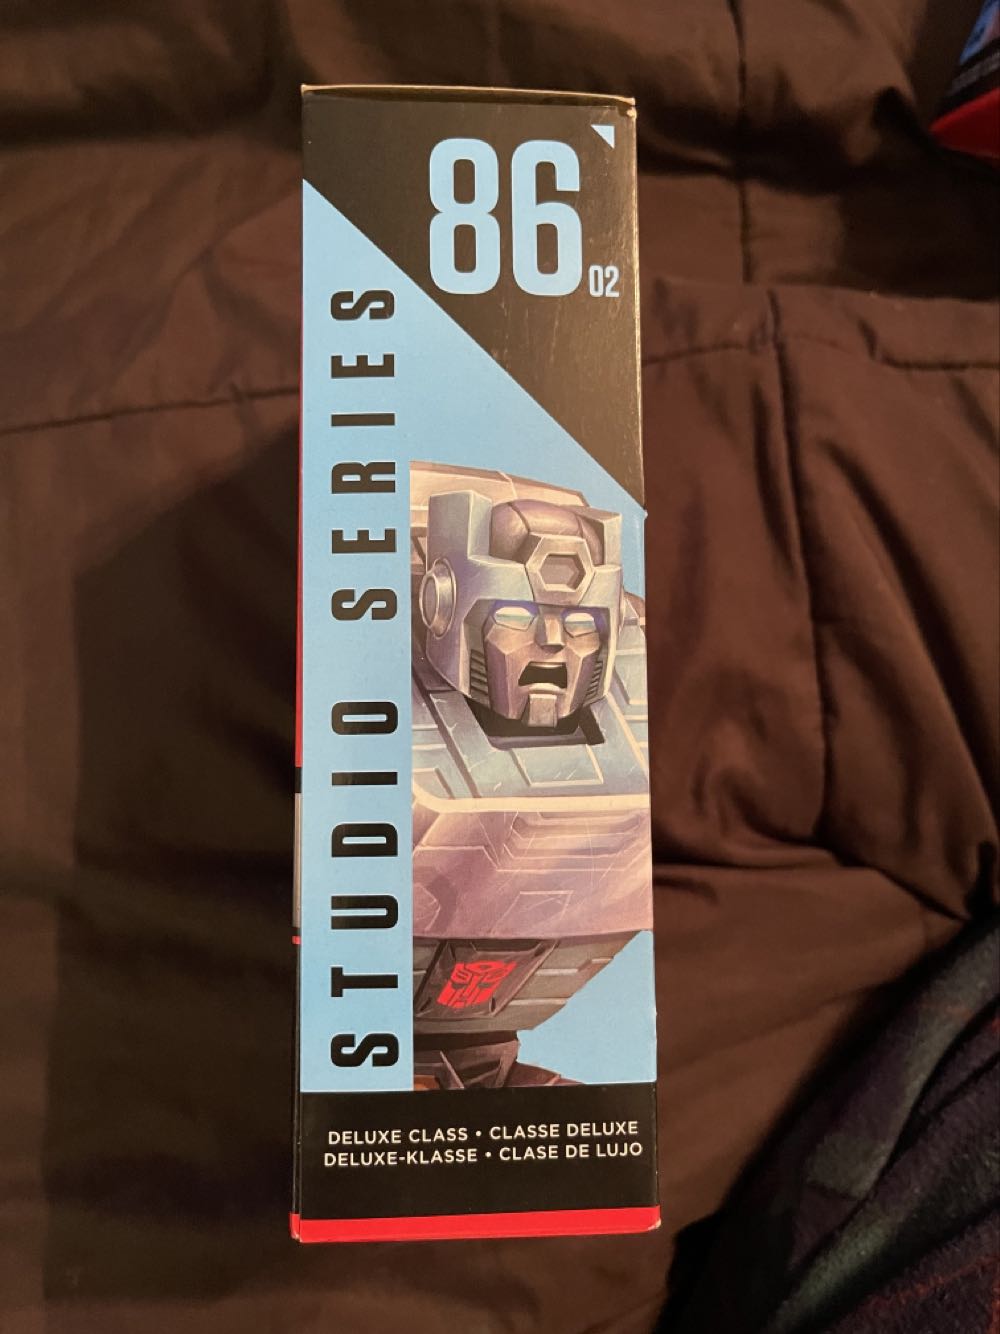 86
02
STUDIO SERIES
DELUXE CLASS • CLASSE DELUXE
DELUXE-KLASSE • CLASE DE LUJO